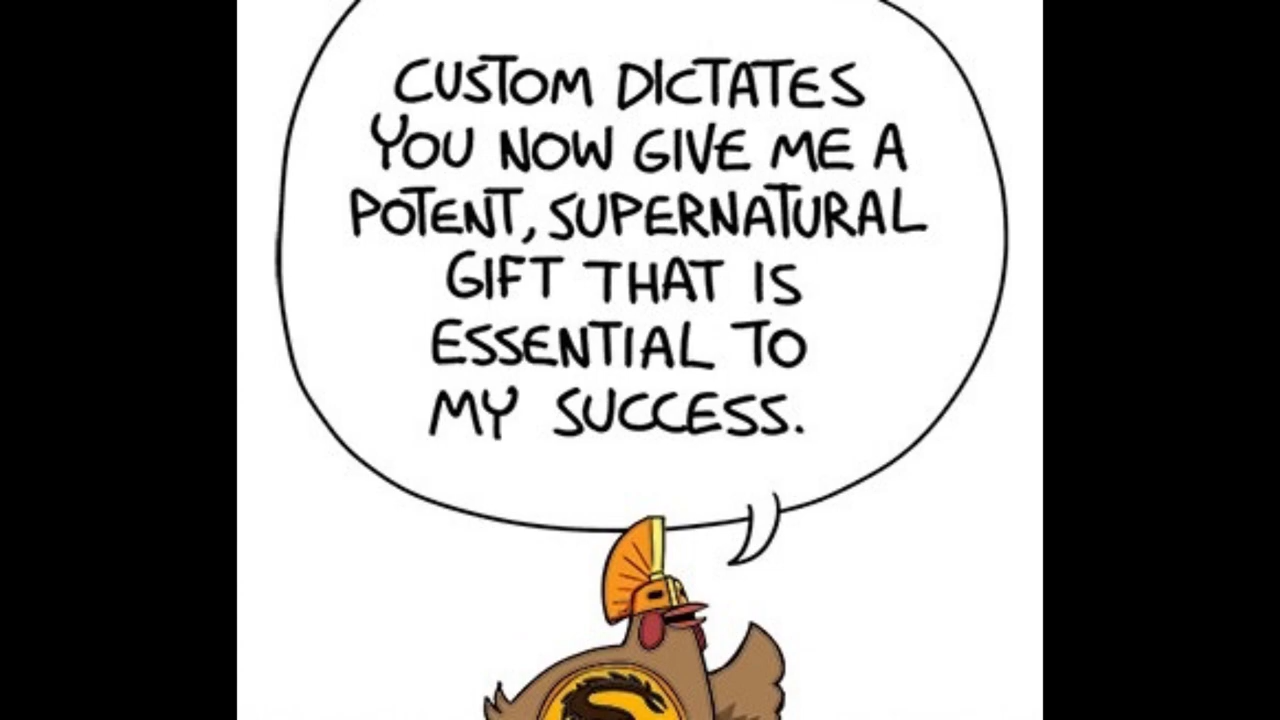 CUSTOM DICTATES
YOU NOW GIVE ME A
POTENT, SUPERNATURAL
GIFT THAT IS
ESSENTIAL TO
MY SUCCESS.